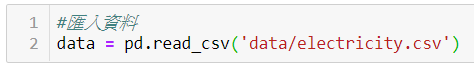 1 #匯入資料
2 data = pd.read_csv('data/electricity.csv')